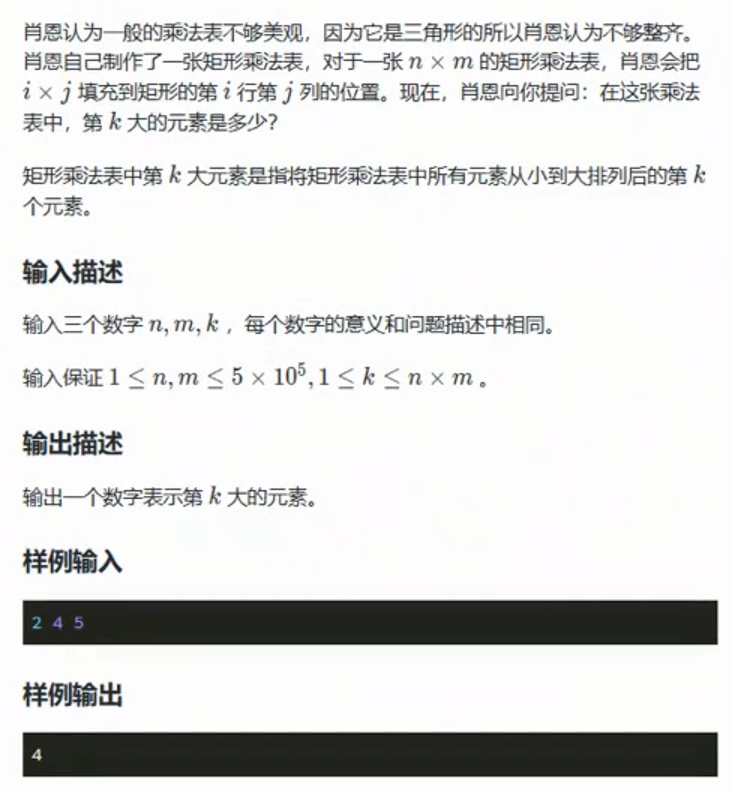 肖恩认为一般的乘法表不够美观，因为它是三角形的所以肖恩认为不够整齐。
肖恩自己制作了一张矩形乘法表，对于一张 n × m 的矩形乘法表，肖恩会把
i × j 填充到矩形的第 i 行第 j 列的位置。现在，肖恩向你提问：在这张乘法
表中，第 k 大的元素是多少？
矩形乘法表中第 k 大元素是指将矩形乘法表中所有元素从小到大排列后的第 k
个元素。
输入描述
输入三个数字 n, m, k ，每个数字的意义和问题描述中相同。
输入保证 1 ≤ n, m ≤ 5 × 10⁵, 1 ≤ k ≤ n × m 。
输出描述
输出一个数字表示第 k 大的元素。
样例输入
2 4 5
样例输出
4